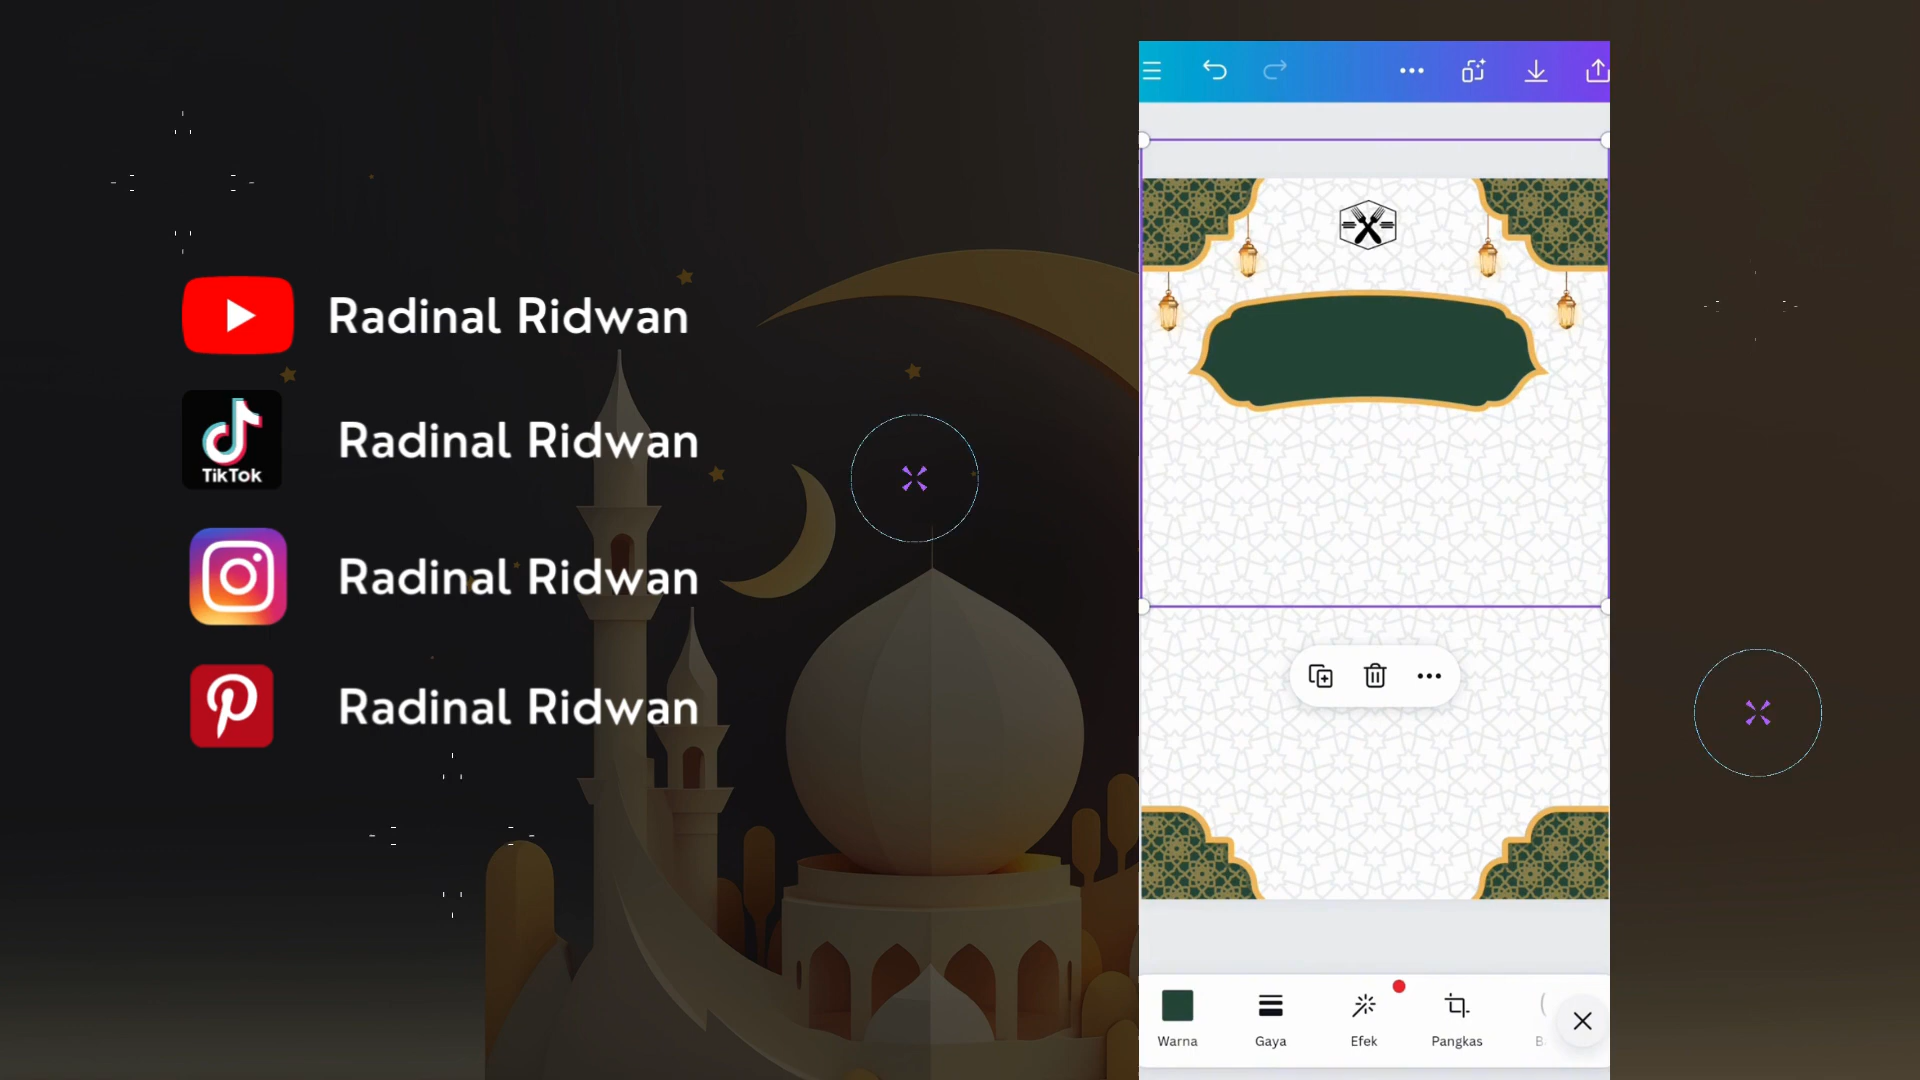 Radinal Ridwan
TikTok
Radinal Ridwan
Radinal Ridwan
Radinal Ridwan
Warna
Gaya
Efek
Pangkas